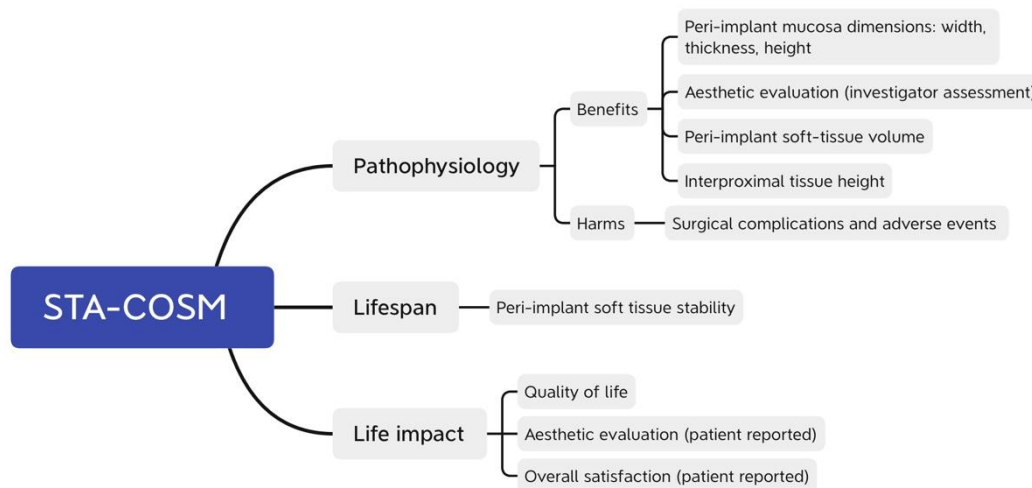 STA-COSM
Pathophysiology
Benefits
Peri-implant mucosa dimensions: width,
thickness, height
Aesthetic evaluation (investigator assessment)
Peri-implant soft-tissue volume
Interproximal tissue height
Harms
Surgical complications and adverse events
Lifespan
Peri-implant soft tissue stability
Life impact
Quality of life
Aesthetic evaluation (patient reported)
Overall satisfaction (patient reported)